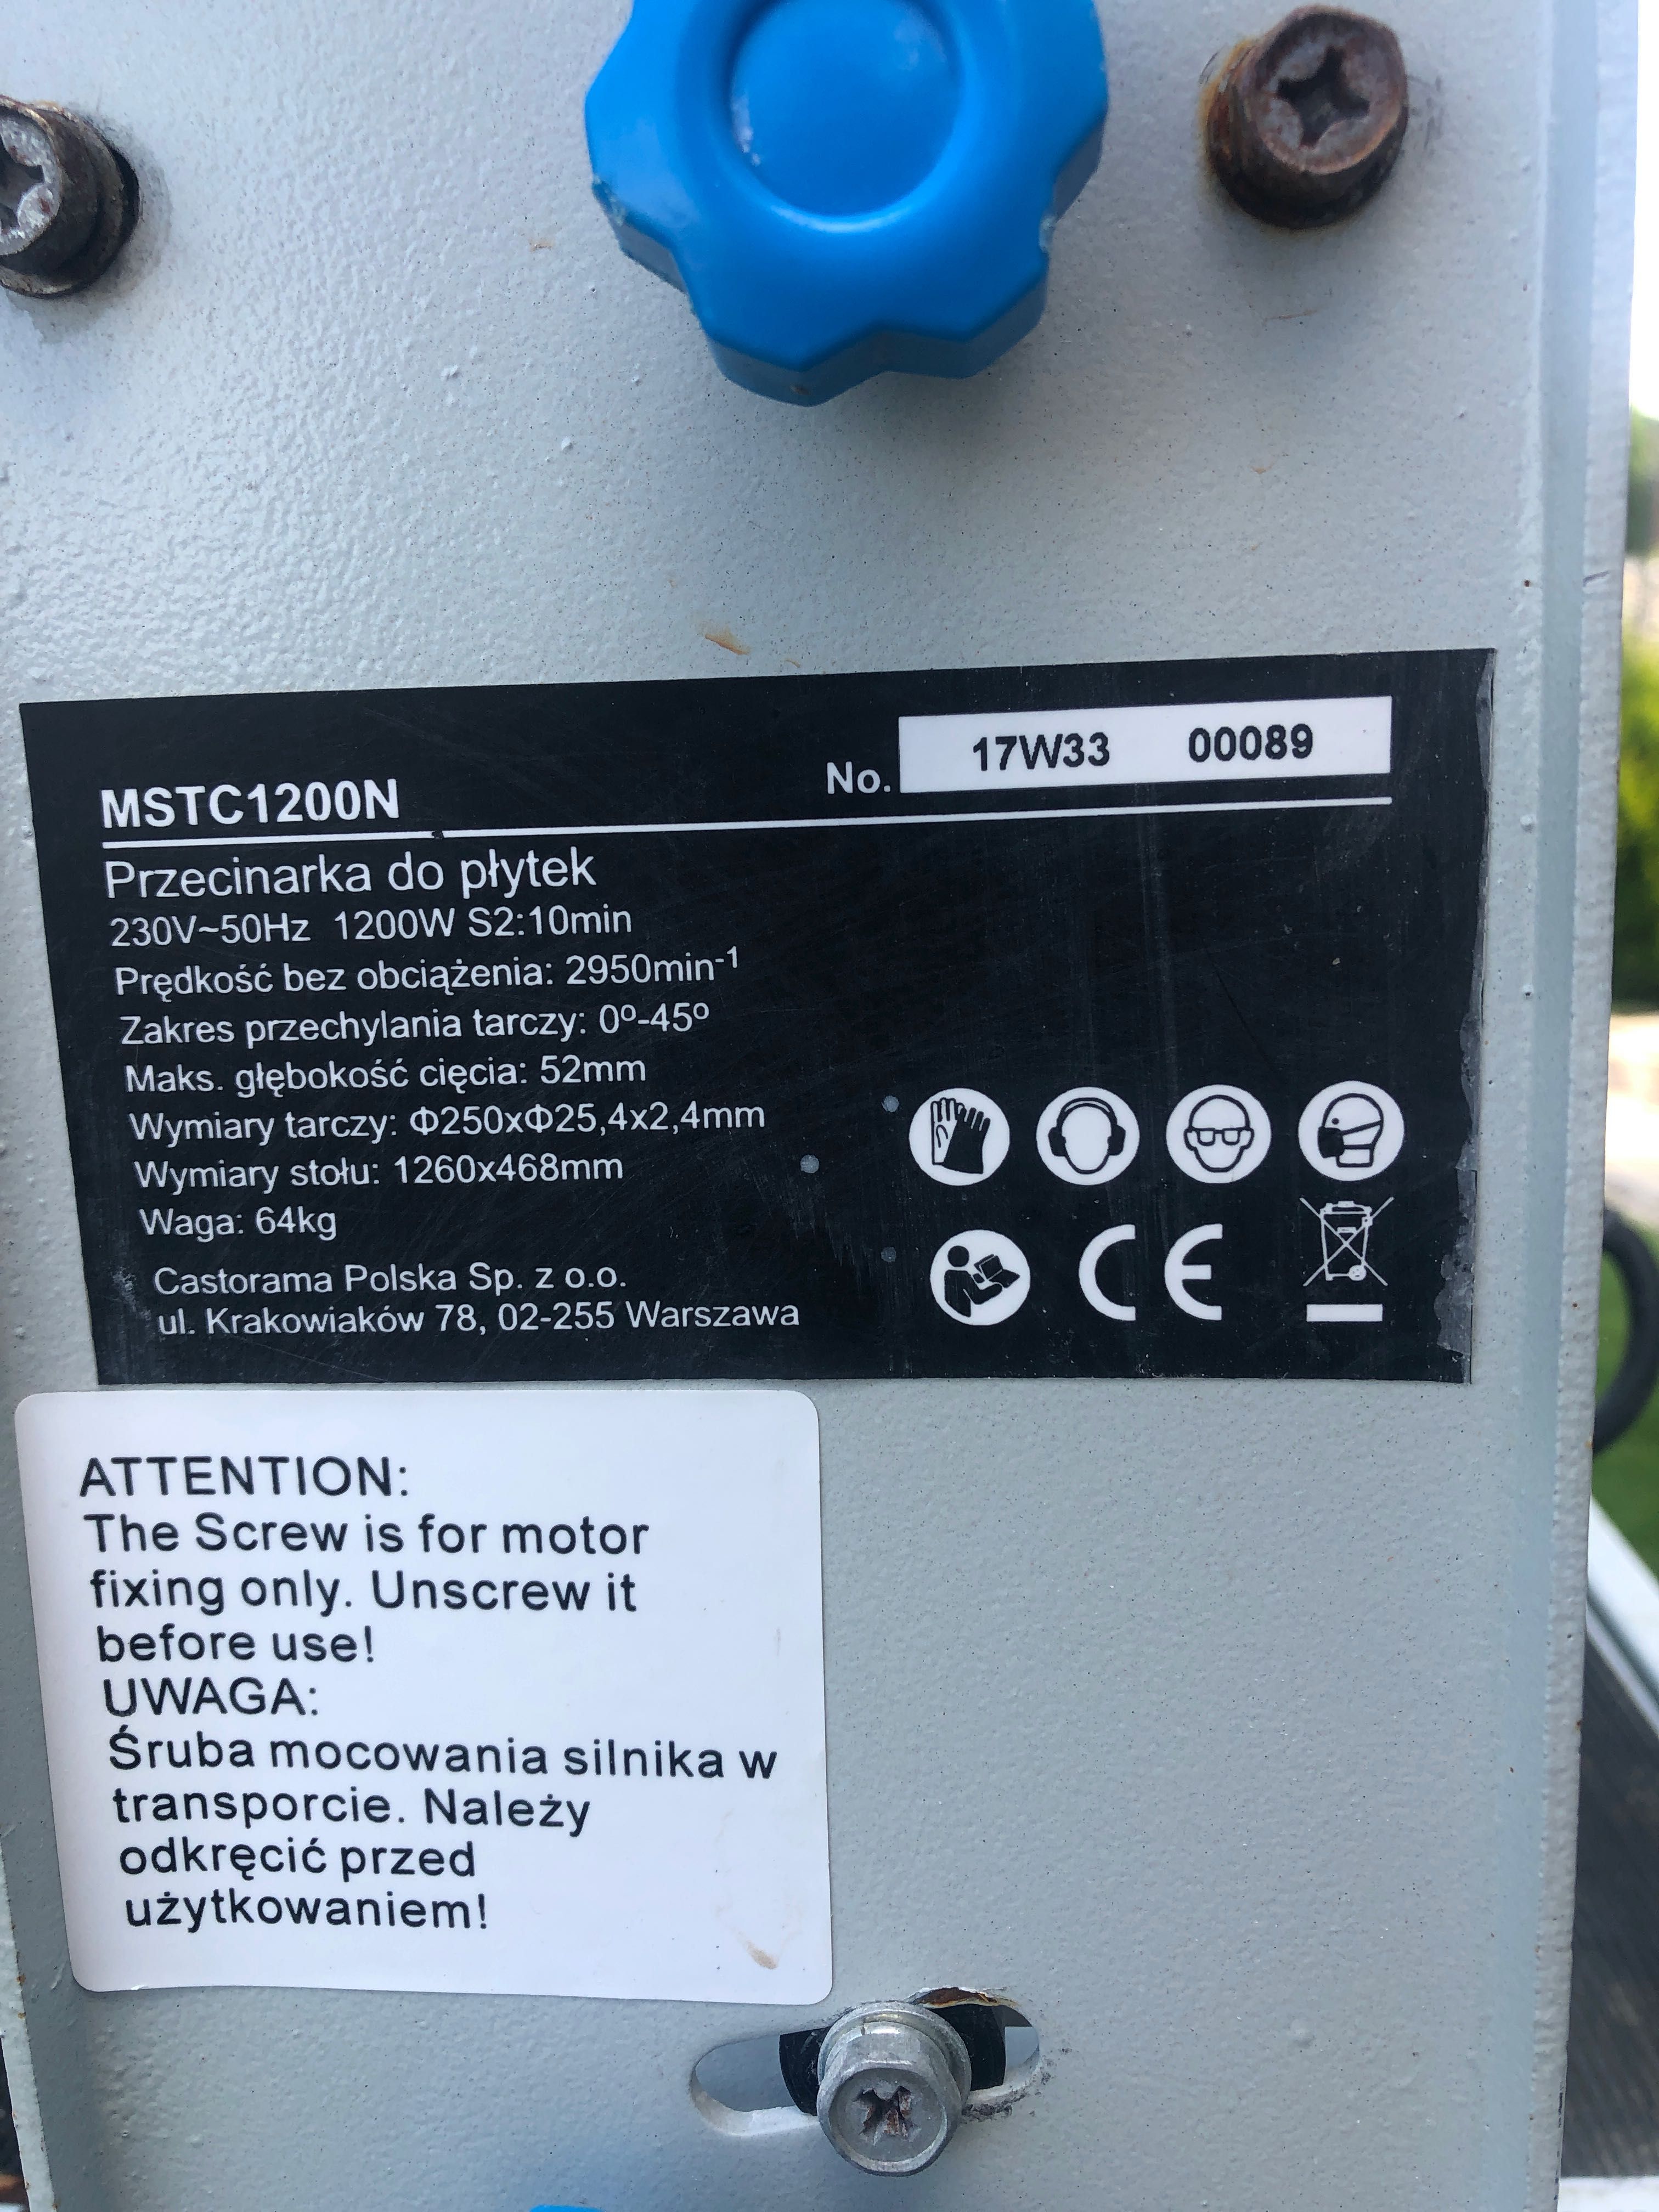 No. 17W33 00089
MSTC1200N
Przecinarka do płytek
230V~50Hz 1200W S2:10min
Prędkość bez obciążenia: 2950min-1
Zakres przechylania tarczy: 0º-45º
Maks. głębokość cięcia: 52mm
Wymiary tarczy: Φ250xΦ25,4x2,4mm
Wymiary stołu: 1260x468mm
Waga: 64kg
Castorama Polska Sp. z o.o.
ul. Krakowiaków 78, 02-255 Warszawa
CE
ATTENTION:
The Screw is for motor
fixing only. Unscrew it
before use!
UWAGA:
Śruba mocowania silnika w
transporcie. Należy
odkręcić przed
użytkowaniem!